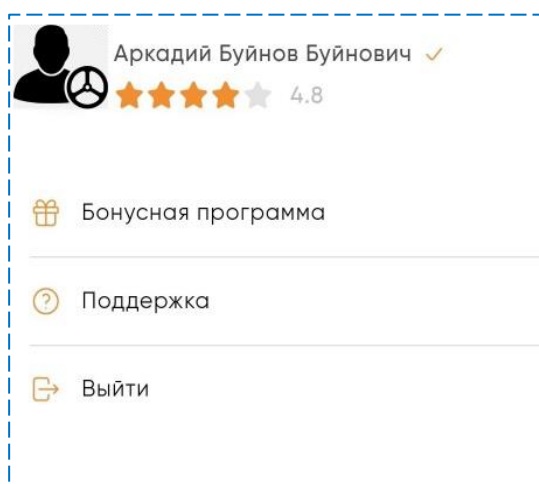 Аркадий Буйнов Буйнович
4.8
Бонусная программа
Поддержка
Выйти